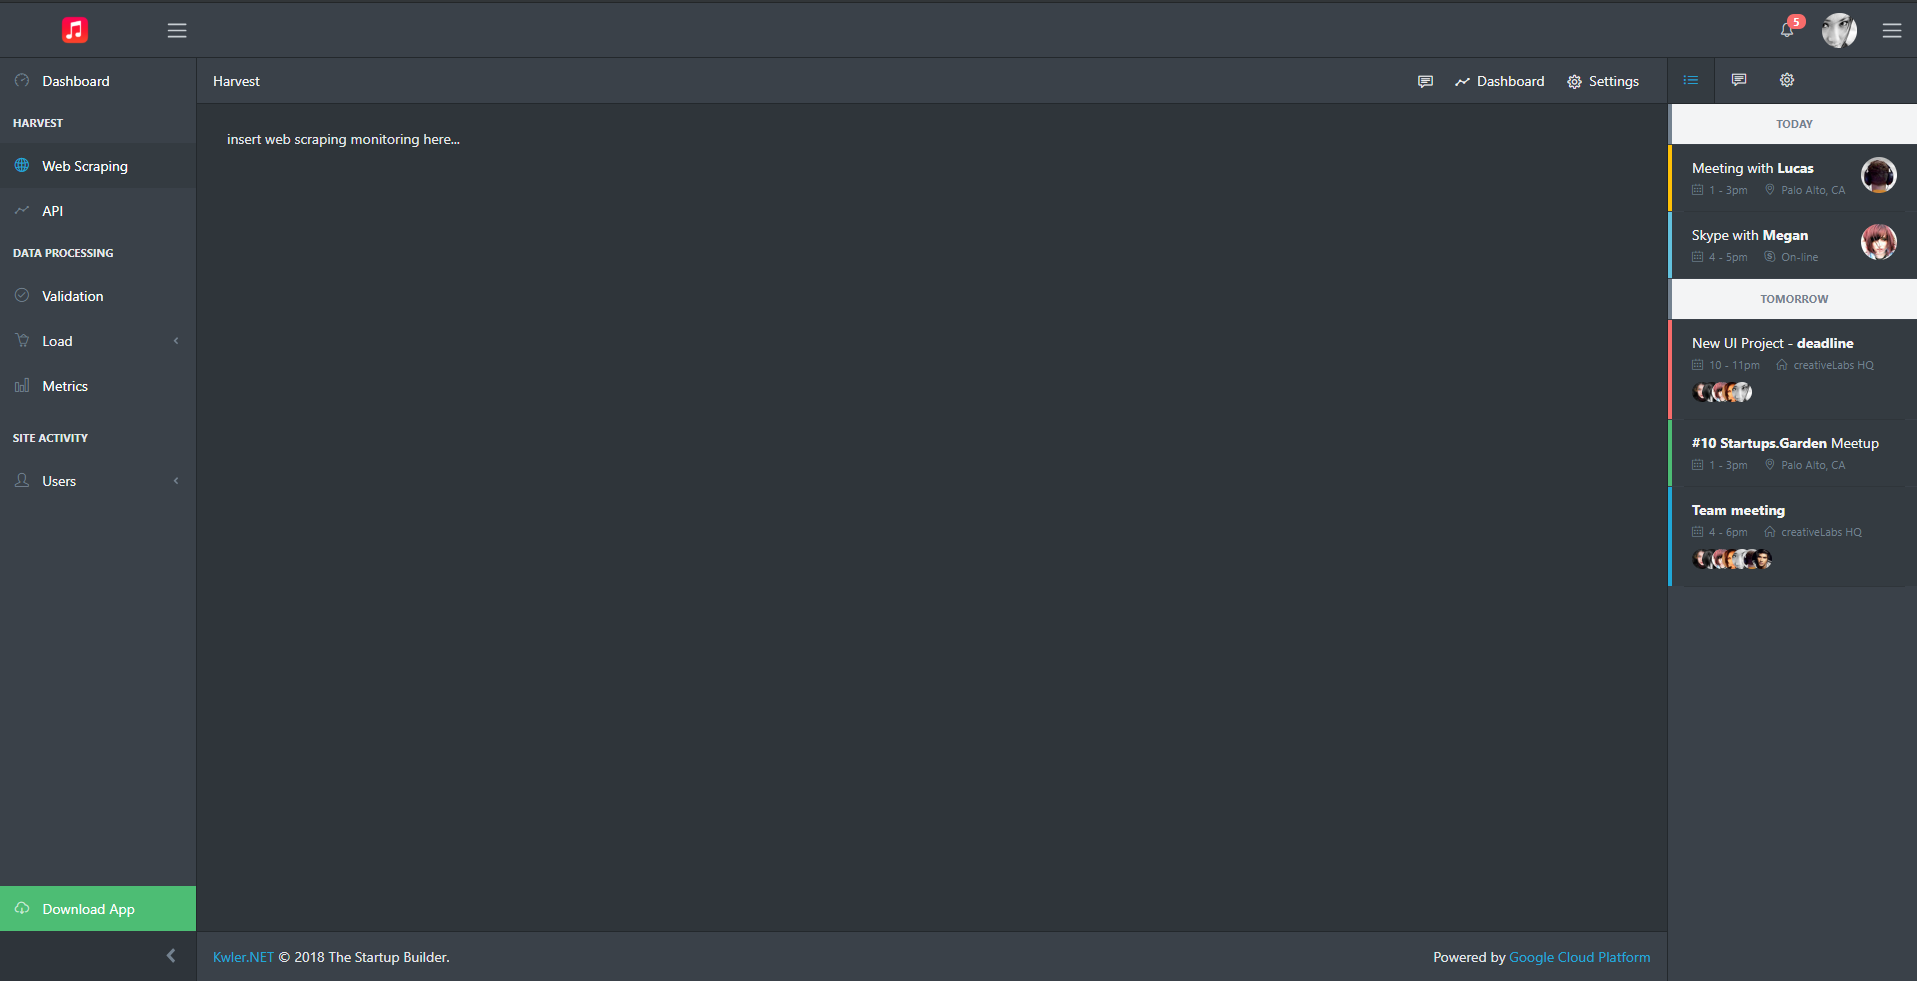 5
Dashboard
HARVEST
Web Scraping
API
DATA PROCESSING
Validation
Load
Metrics
SITE ACTIVITY
Users
Download App
Harvest
Dashboard
Settings
insert web scraping monitoring here...
TODAY
Meeting with Lucas
1 - 3pm Palo Alto, CA
Skype with Megan
4 - 5pm On-line
TOMORROW
New UI Project - deadline
10 - 11pm creativeLabs HQ
#10 Startups.Garden Meetup
1 - 3pm Palo Alto, CA
Team meeting
4 - 6pm creativeLabs HQ
Kwler.NET © 2018 The Startup Builder.
Powered by Google Cloud Platform